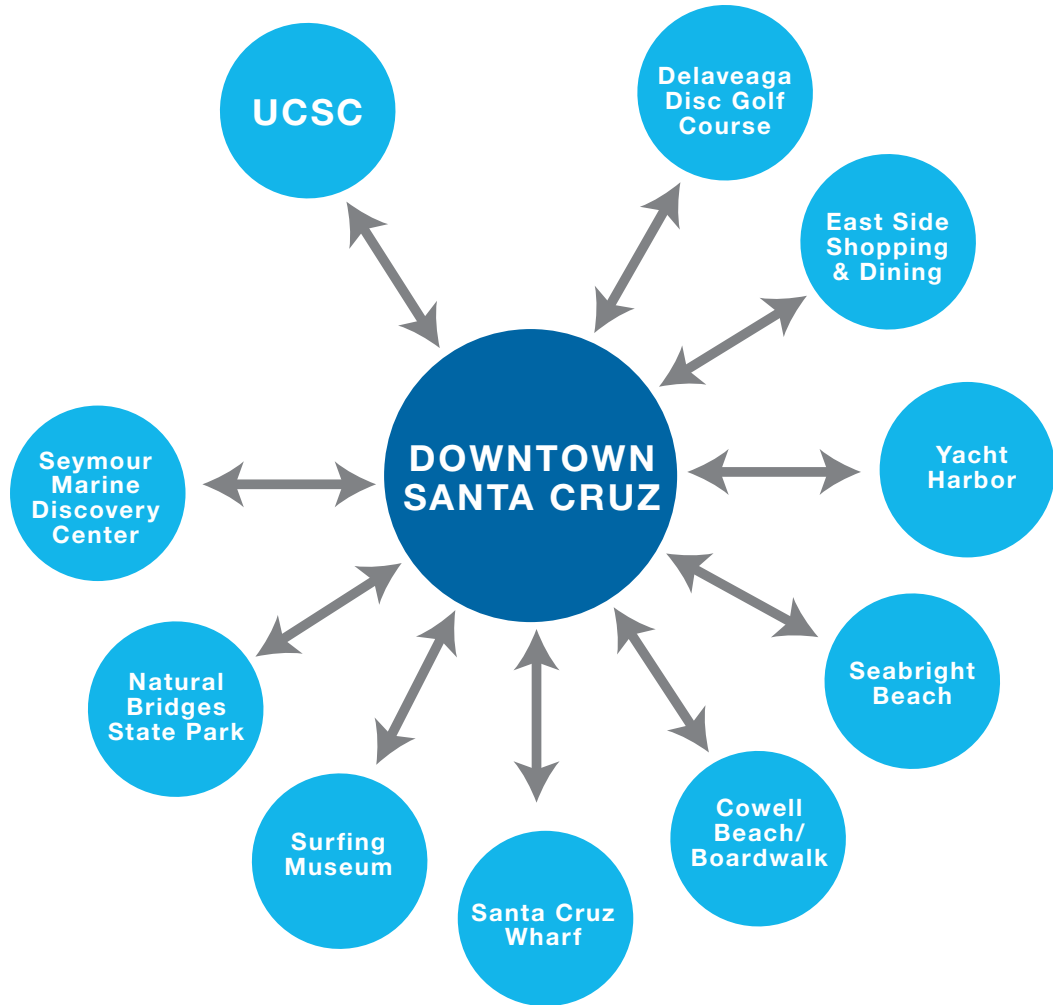 UCSC
Delaveaga
Disc Golf
Course
East Side
Shopping
& Dining
DOWNTOWN
SANTA CRUZ
Yacht
Harbor
Seymour
Marine
Discovery
Center
Seabright
Beach
Natural
Bridges
State Park
Cowell
Beach/
Boardwalk
Surfing
Museum
Santa Cruz
Wharf